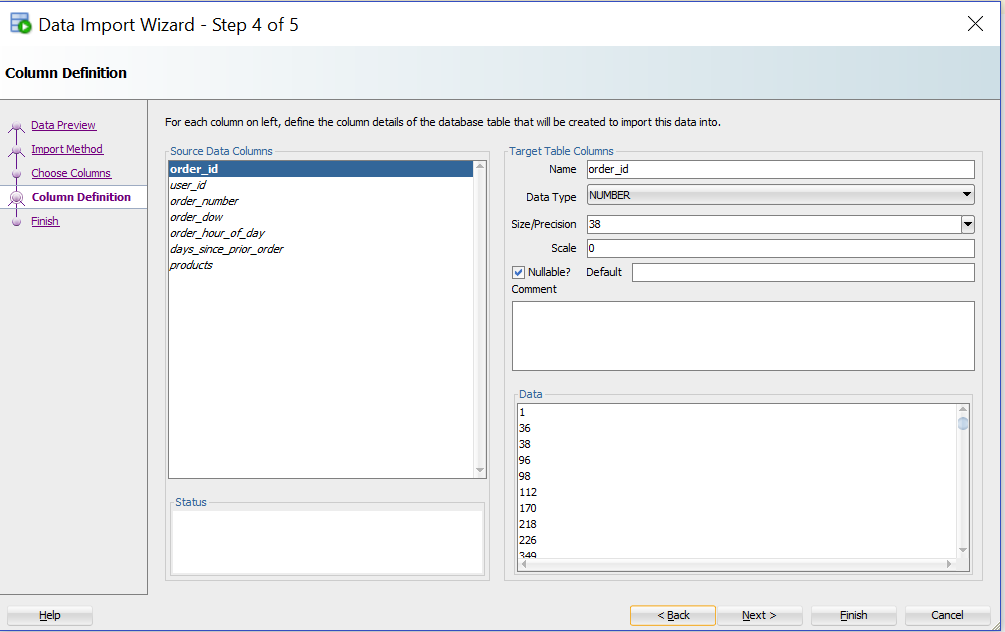 Data Import Wizard - Step 4 of 5
Column Definition
Data Preview
Import Method
Choose Columns
Column Definition
Finish
For each column on left, define the column details of the database table that will be created to import this data into.
Source Data Columns
order_id
user_id
order_number
order_dow
order_hour_of_day
days_since_prior_order
products
Status
Target Table Columns
Name order_id
Data Type NUMBER
Size/Precision 38
Scale 0
Nullable? Default
Comment
Data
1
36
38
96
98
112
170
218
226
349
Help < Back Next > Finish Cancel